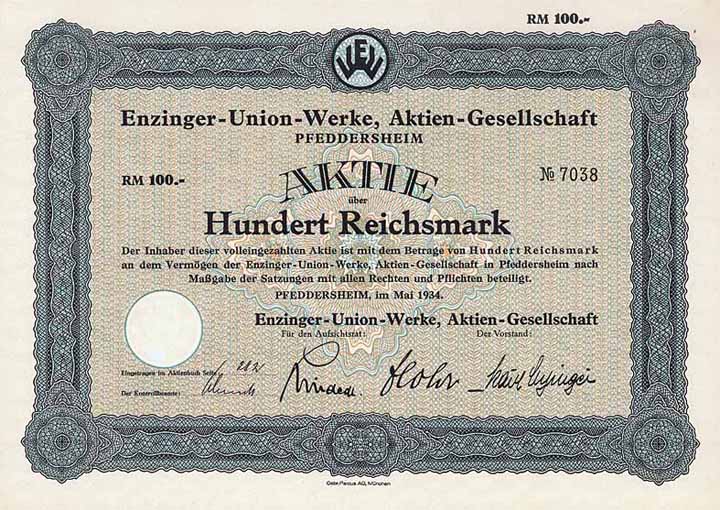 RM 100.-
EUW
Enzinger-Union-Werke, Aktien-Gesellschaft
PFEDDERSHEIM
RM 100.-
AKTIE
№ 7038
über
Hundert Reichsmark
Der Inhaber dieser volleingezahlten Aktie ist mit dem Betrage von Hundert Reichsmark
an dem Vermögen der Enzinger-Union-Werke, Aktien-Gesellschaft in Pfeddersheim nach
Maßgabe der Satzungen mit allen Rechten und Pflichten beteiligt.
PFEDDERSHEIM, im Mai 1934.
Enzinger-Union-Werke, Aktien-Gesellschaft
Für den Aufsichtsrat: Der Vorstand:
Eingetragen im Aktienbuch Seite
Der Kontrollbeamte:
Gebr. Parcus AG, München